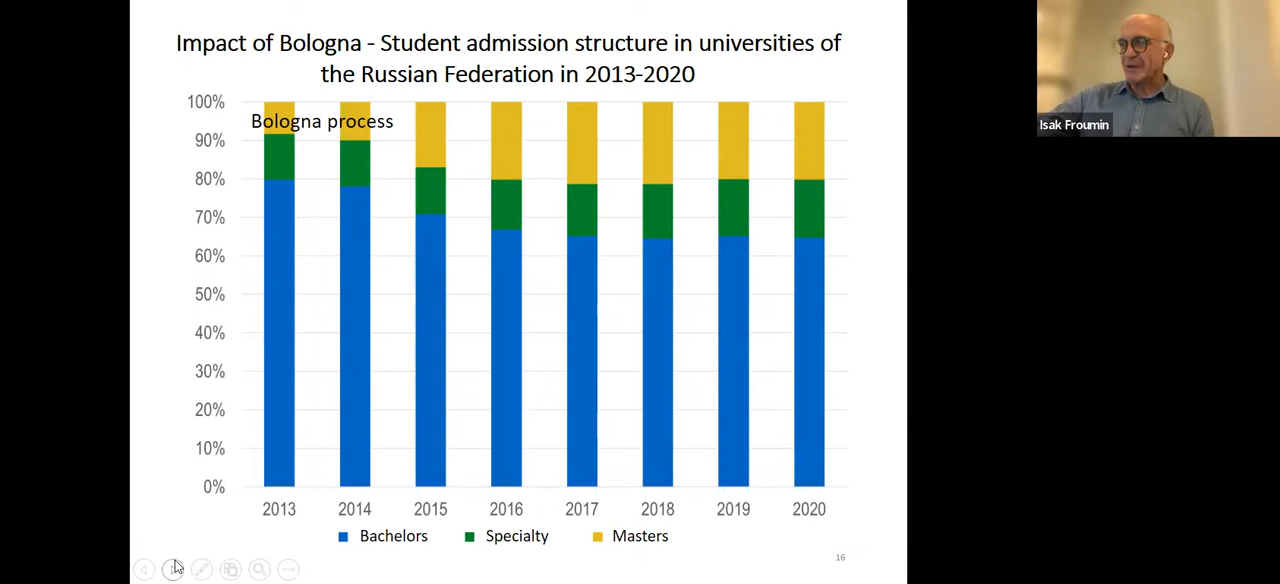 Impact of Bologna - Student admission structure in universities of
the Russian Federation in 2013-2020
Isak Froumin
100%
Bologna process
90%
80%
70%
60%
50%
40%
30%
20%
10%
0%
2013 2014 2015 2016 2017 2018 2019 2020
Bachelors Specialty Masters
16